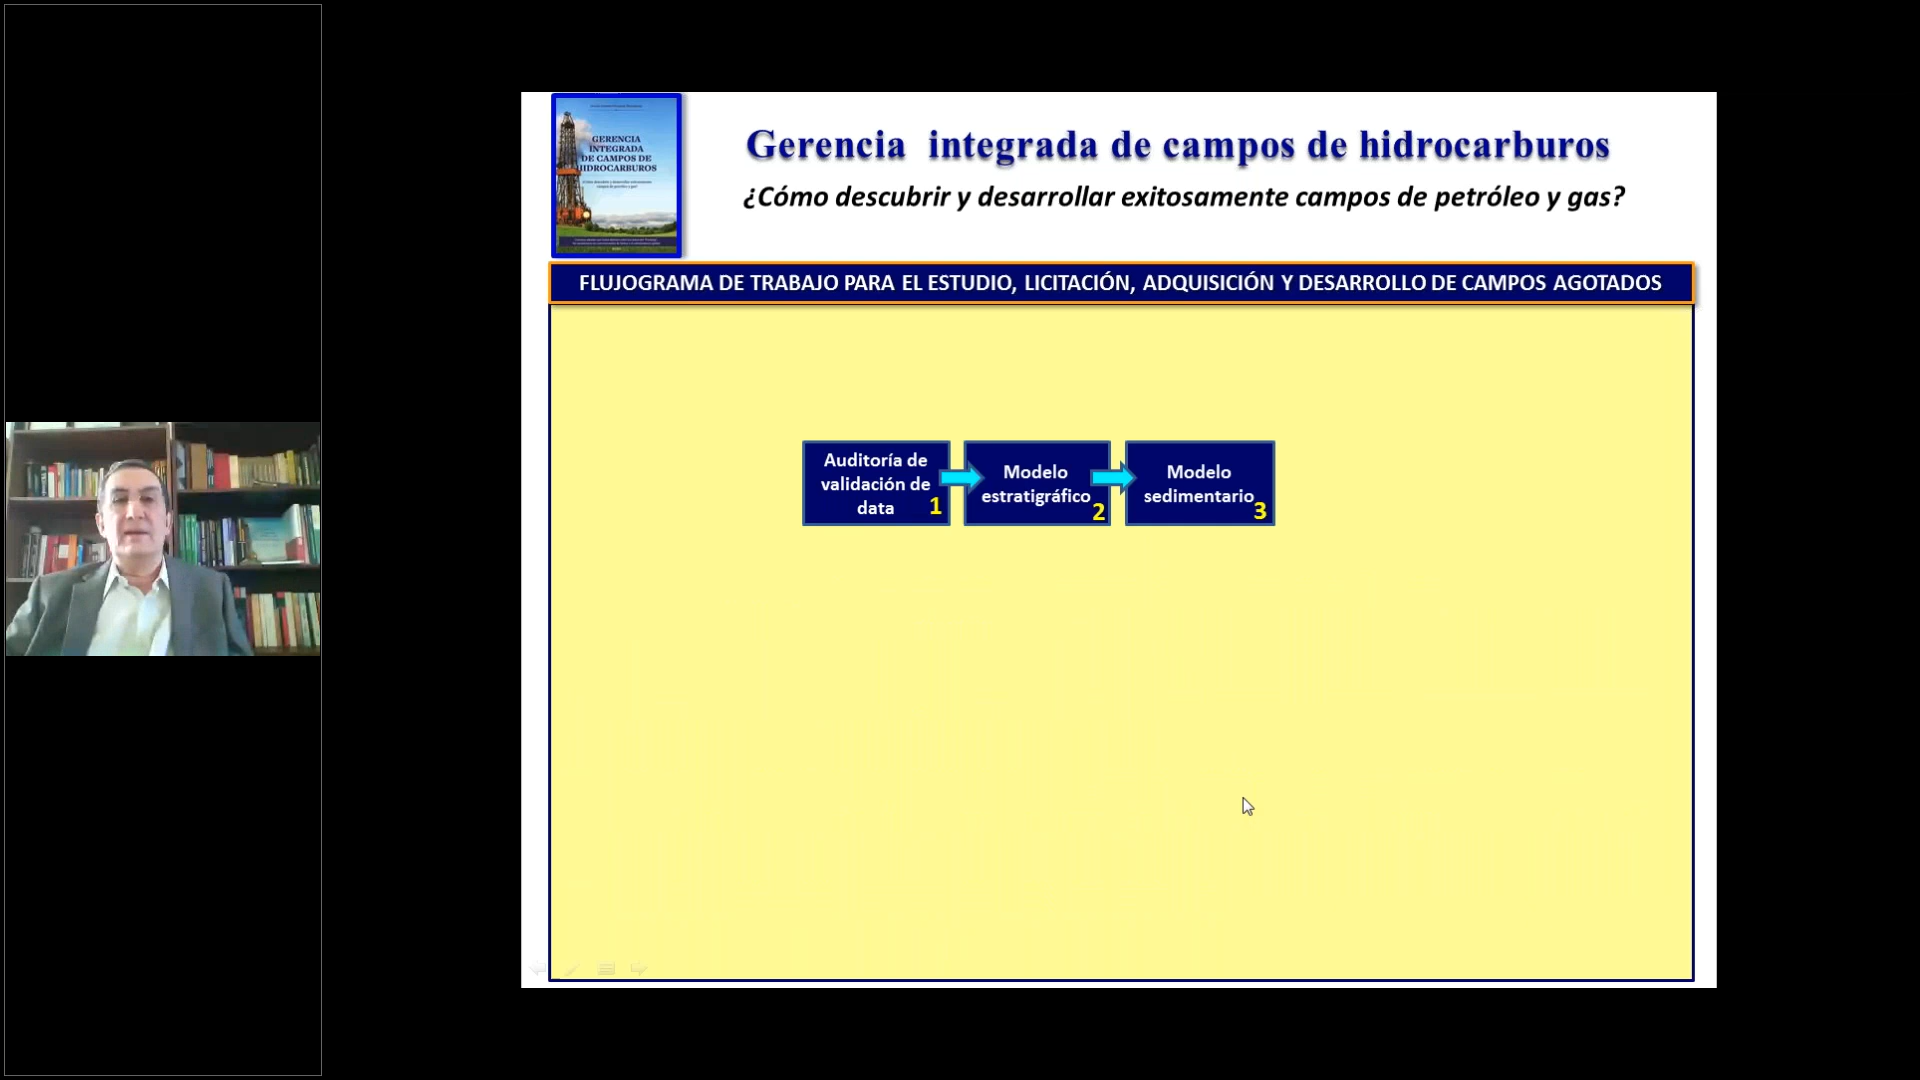 GERENCIA
INTEGRADA
DE CAMPOS DE
HIDROCARBUROS
Gerencia integrada de campos de hidrocarburos
¿Cómo descubrir y desarrollar exitosamente campos de petróleo y gas?
FLUJOGRAMA DE TRABAJO PARA EL ESTUDIO, LICITACIÓN, ADQUISICIÓN Y DESARROLLO DE CAMPOS AGOTADOS
Auditoría de
validación de
data 1
Modelo
estratigráfico
2
Modelo
sedimentario
3